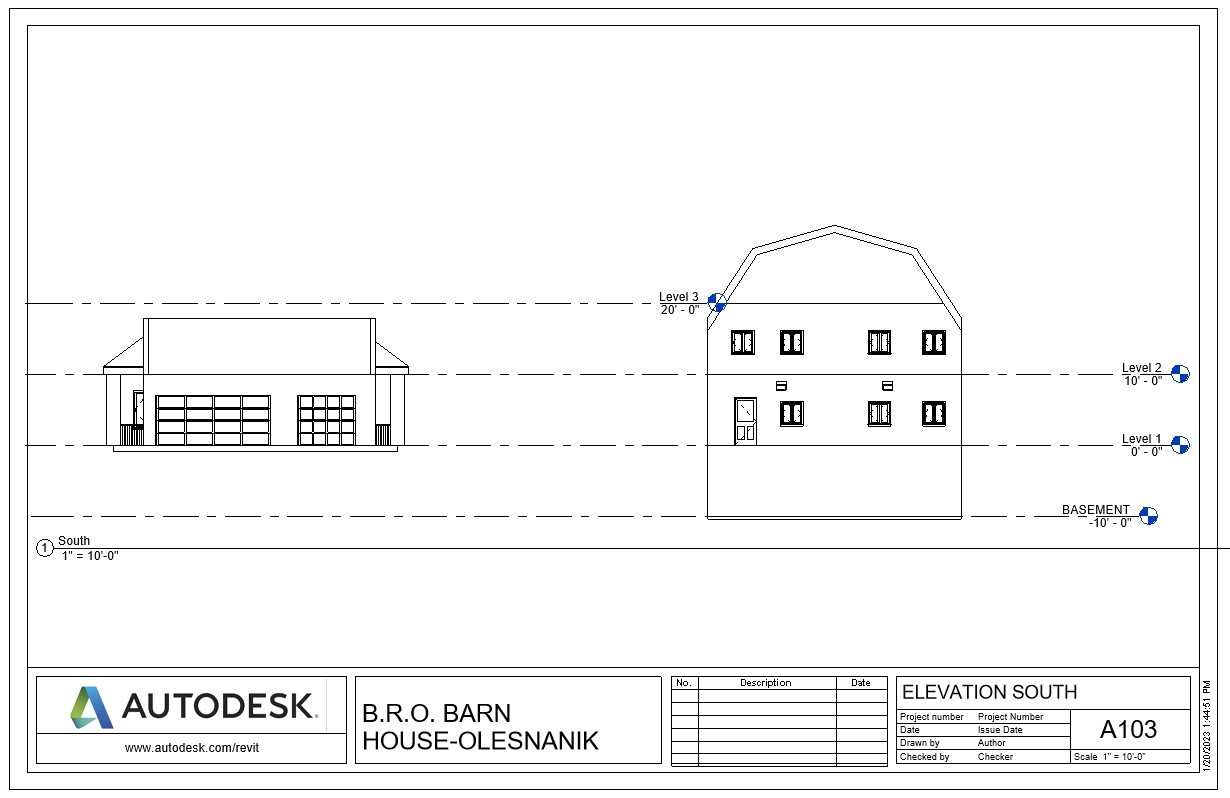 Level 3
20' - 0"
Level 2
10' - 0"
Level 1
0' - 0"
BASEMENT
-10' - 0"
1
South
1" = 10'-0"
AUTODESK.
www.autodesk.com/revit
B.R.O. BARN
HOUSE-OLESNANIK
No. Description Date
ELEVATION SOUTH
Project number Project Number
Date Issue Date
Drawn by Author
Checked by Checker
A103
Scale 1" = 10'-0"
1/20/2023 1:44:51 PM